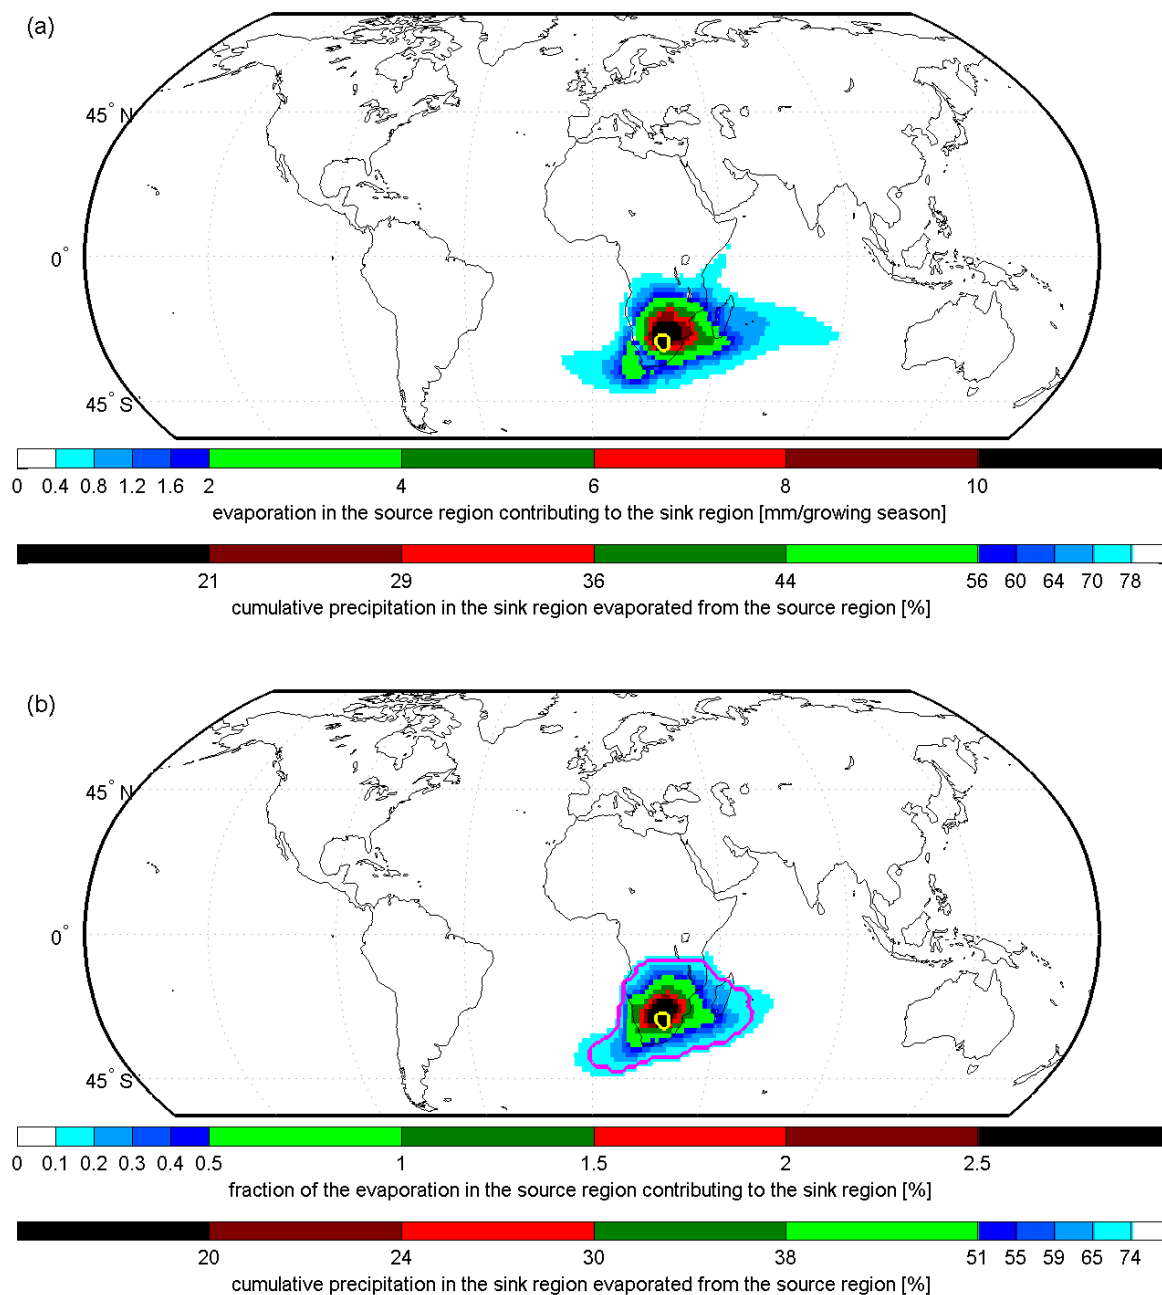 (a)
45° N
0°
45° S
0 0.4 0.8 1.2 1.6 2 4 6 8 10
evaporation in the source region contributing to the sink region [mm/growing season]
21 29 36 44 56 60 64 70 78
cumulative precipitation in the sink region evaporated from the source region [%]
(b)
45° N
0°
45° S
0 0.1 0.2 0.3 0.4 0.5 1 1.5 2 2.5
fraction of the evaporation in the source region contributing to the sink region [%]
20 24 30 38 51 55 59 65 74
cumulative precipitation in the sink region evaporated from the source region [%]